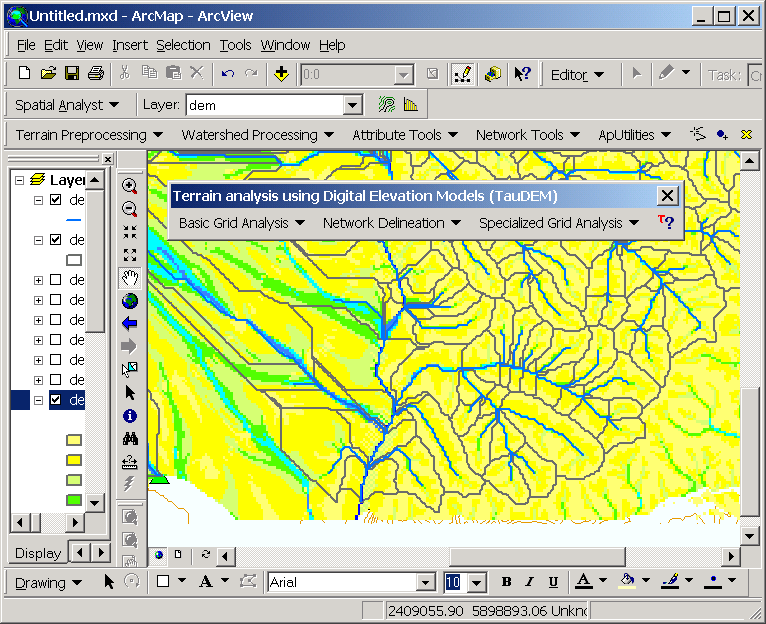 Untitled.mxd - ArcMap - ArcView
File Edit View Insert Selection Tools Window Help
0:0 Editor Task:
Spatial Analyst Layer: dem
Terrain Preprocessing Watershed Processing Attribute Tools Network Tools ApUtilities
Layer
de
de
de
de
de
de
de
de
de
Terrain analysis using Digital Elevation Models (TauDEM)
Basic Grid Analysis Network Delineation Specialized Grid Analysis T?
Display
Drawing A Arial 10 B I U A
2409055.90 5898893.06 Unkn